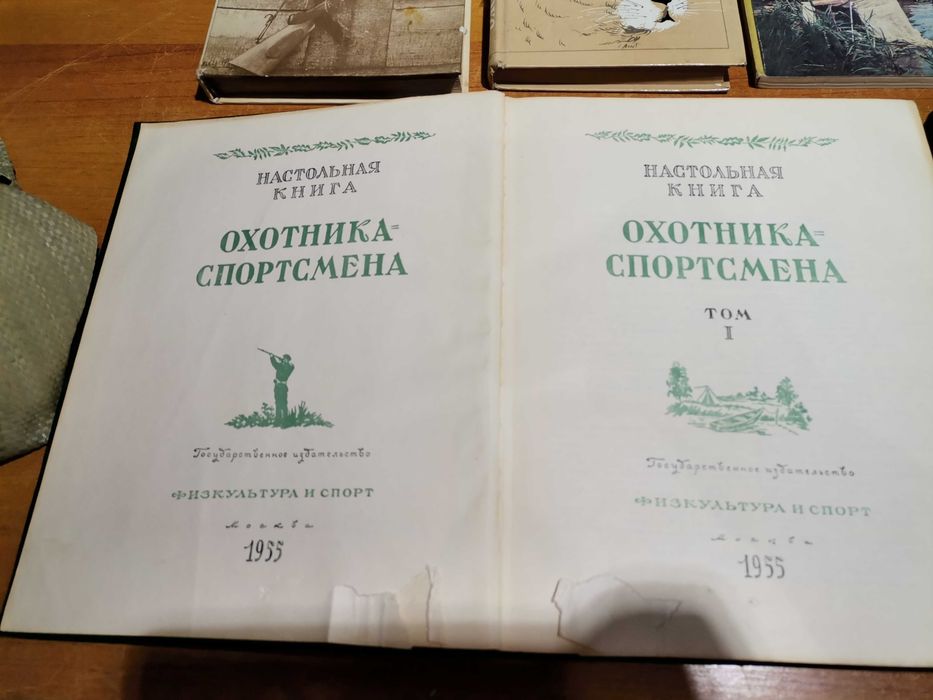 НАСТОЛЬНАЯ
КНИГА
ОХОТНИКА=
СПОРТСМЕНА
Государственное издательство
ФИЗКУЛЬТУРА И СПОРТ
Москва
1955
НАСТОЛЬНАЯ
КНИГА
ОХОТНИКА=
СПОРТСМЕНА
ТОМ
I
Государственное издательство
ФИЗКУЛЬТУРА И СПОРТ
Москва
1955